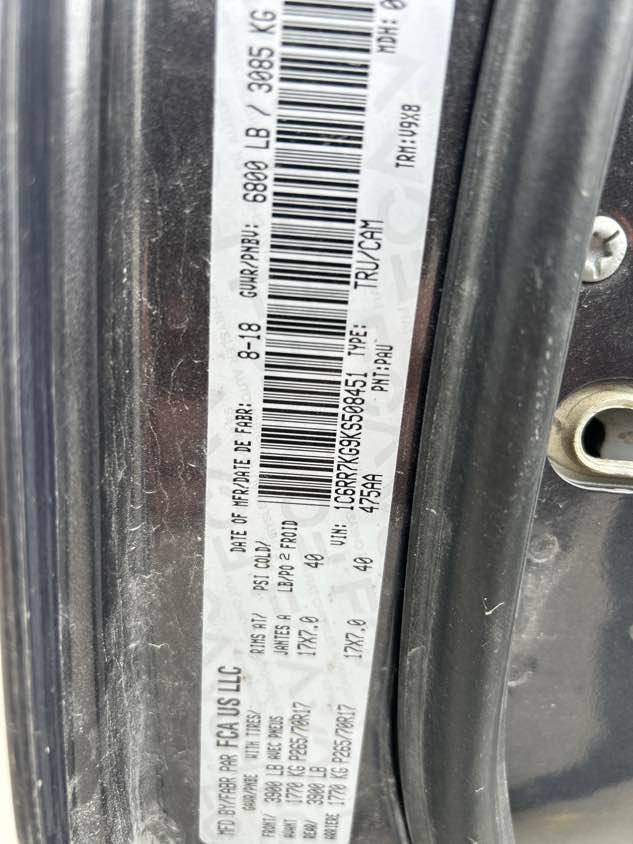 MFD BY/FABR PAR FCA US LLC
DATE OF MFR/DATE DE FABR: 8-18 GVWR/PNBV: 6800 LB / 3085 KG
GAWR/PNBE WITH TIRES/ RIMS AT/ PSI COLD/
FRONT/ 3900 LB AVEC PNEUS JANTES A LB/PO 2 FROID
AVANT 1770 KG P265/70R17 17X7.0 40
REAR/ 3900 LB
ARRIERE 1770 KG P265/70R17 17X7.0 40
VIN: 1C6RR7KG9KS508451 TYPE: TRU/CAM
475AA PNT:PAU TRM:V9X8 MDH: 0